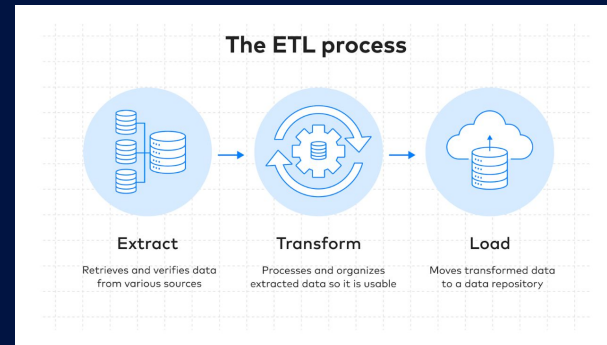 The ETL process
Extract
Retrieves and verifies data
from various sources
Transform
Processes and organizes
extracted data so it is usable
Load
Moves transformed data
to a data repository